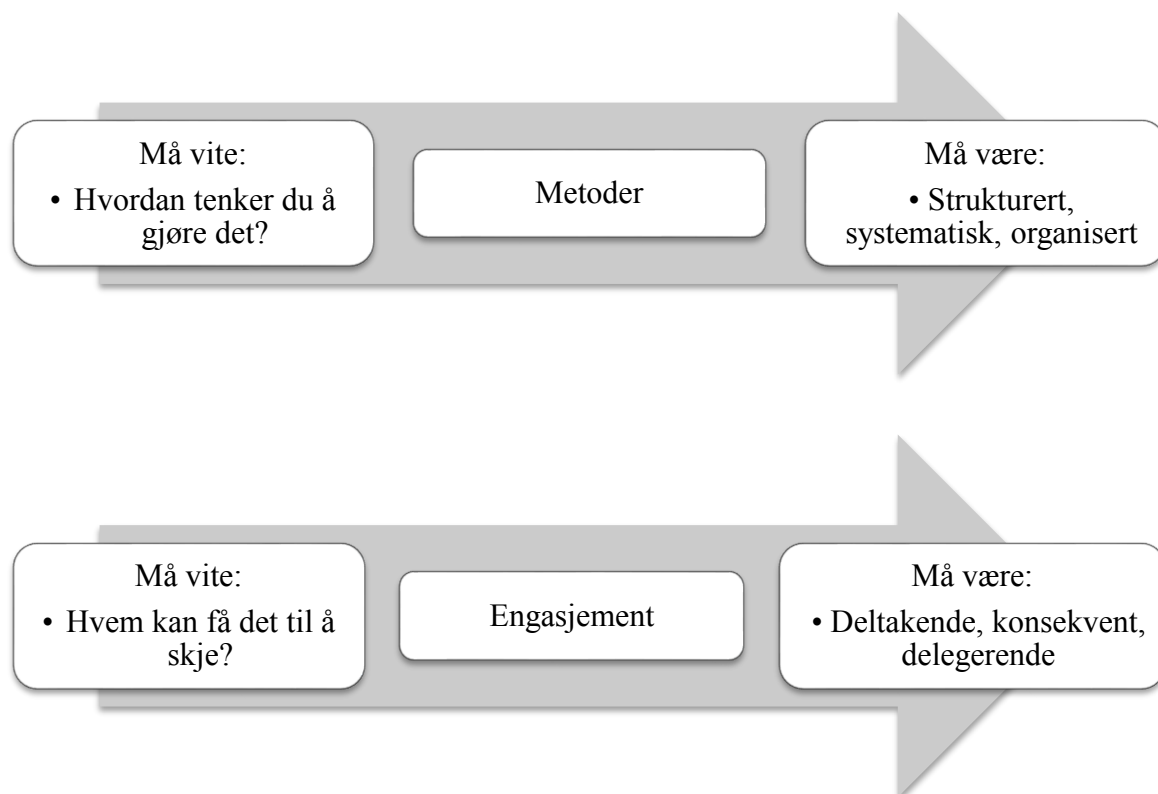 Må vite:
• Hvordan tenker du å
gjøre det?
Metoder
Må være:
• Strukturert,
systematisk, organisert
Må vite:
• Hvem kan få det til å
skje?
Engasjement
Må være:
• Deltakende, konsekvent,
delegerende